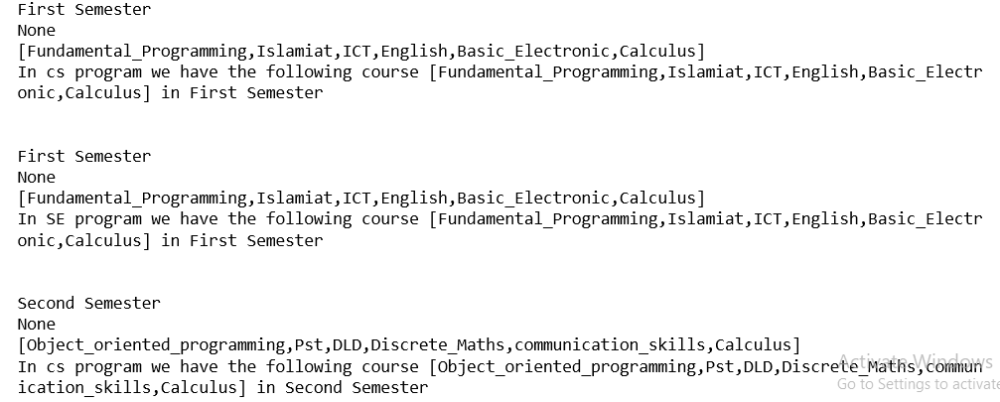 First Semester
None
[Fundamental_Programming,Islamiat,ICT,English,Basic_Electronic,Calculus]
In cs program we have the following course [Fundamental_Programming,Islamiat,ICT,English,Basic_Electr
onic,Calculus] in First Semester
First Semester
None
[Fundamental_Programming,Islamiat,ICT,English,Basic_Electronic,Calculus]
In SE program we have the following course [Fundamental_Programming,Islamiat,ICT,English,Basic_Electr
onic,Calculus] in First Semester
Second Semester
None
[Object_oriented_programming,Pst,DLD,Discrete_Maths,communication_skills,Calculus]
In cs program we have the following course [Object_oriented_programming,Pst,DLD,Discrete_Maths,commun
ication_skills,Calculus] in Second Semester
Activate Windows
Go to Settings to activate